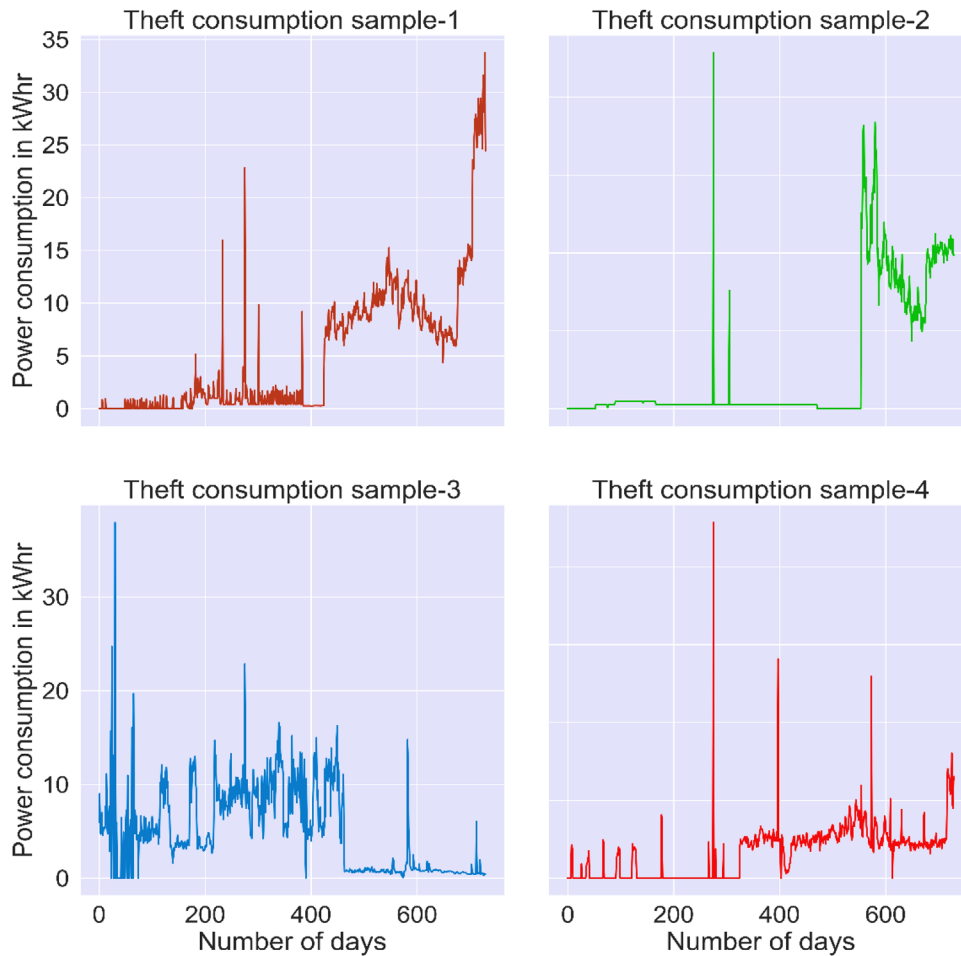 Theft consumption sample-1
Theft consumption sample-2
Power consumption in kWhr
35
30
25
20
15
10
5
0
Theft consumption sample-3
Theft consumption sample-4
Power consumption in kWhr
30
20
10
0
0 200 400 600
0 200 400 600
Number of days
Number of days